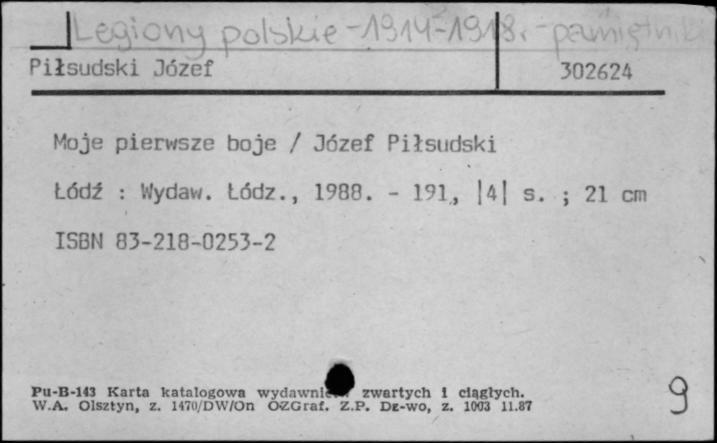 Legiony polskie - 1914-1918r. - pamiętniki
Piłsudski Józef 302624
Moje pierwsze boje / Józef Piłsudski
Łódź : Wydaw. Łódz., 1988. - 191, |4| s. ; 21 cm
ISBN 83-218-0253-2
Pu-B-143 Karta katalogowa wydawnictw zwartych i ciągłych.
W.A. Olsztyn, z. 1470/DW/On OZGraf. Z.P. Dz-wo, z. 1003 11.87
9